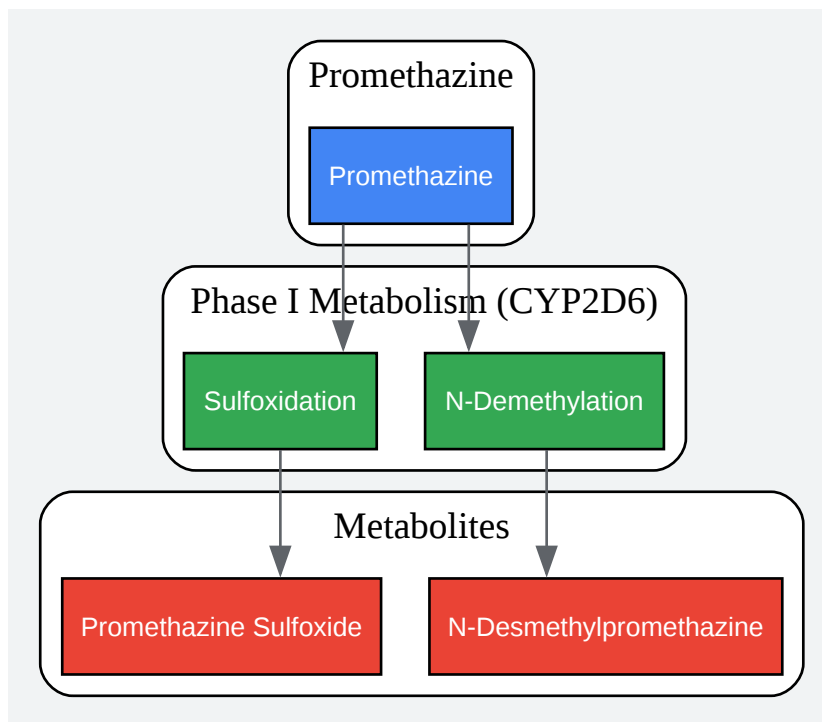 Promethazine
Promethazine
Phase I Metabolism (CYP2D6)
Sulfoxidation
N-Demethylation
Metabolites
Promethazine Sulfoxide
N-Desmethylpromethazine